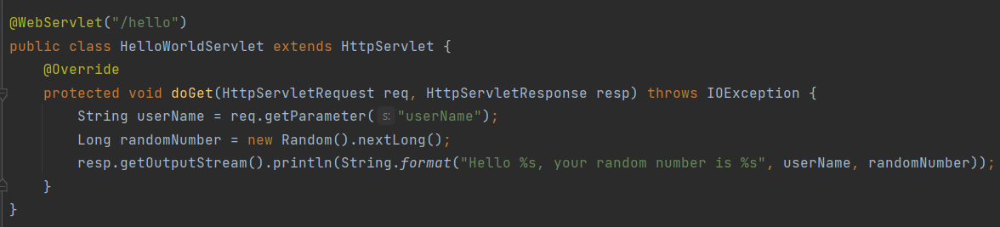 @WebServlet("/hello")
public class HelloWorldServlet extends HttpServlet {
    @Override
    protected void doGet(HttpServletRequest req, HttpServletResponse resp) throws IOException {
        String userName = req.getParameter( s: "userName");
        Long randomNumber = new Random().nextLong();
        resp.getOutputStream().println(String.format("Hello %s, your random number is %s", userName, randomNumber));
    }
}